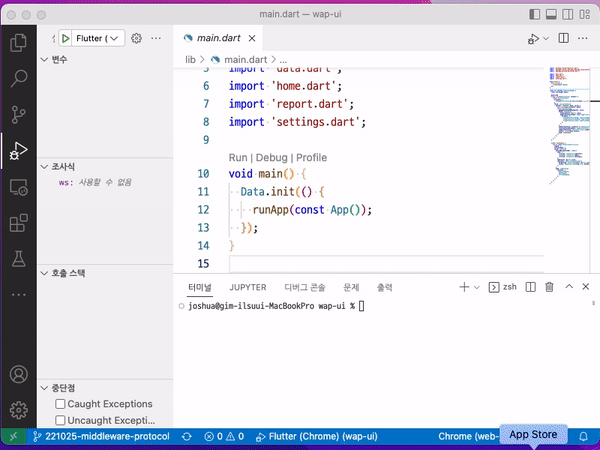 main.dart — wap-ui
Flutter (
main.dart
변수
조사식
ws: 사용할 수 없음
호출 스택
중단점
Caught Exceptions
Uncaught Excepti...
lib > main.dart > ...
5 import 'data.dart';
6 import 'home.dart';
7 import 'report.dart';
8 import 'settings.dart';
9
Run | Debug | Profile
10 void main() {
11 Data.init(() {
12 runApp(const App());
13 });
14 }
15
터미널 JUPYTER 디버그 콘솔 문제 출력 zsh
joshua@gim-ilsuui-MacBookPro wap-ui %
221025-middleware-protocol 0 0 Flutter (Chrome) (wap-ui) Chrome (web-
App Store